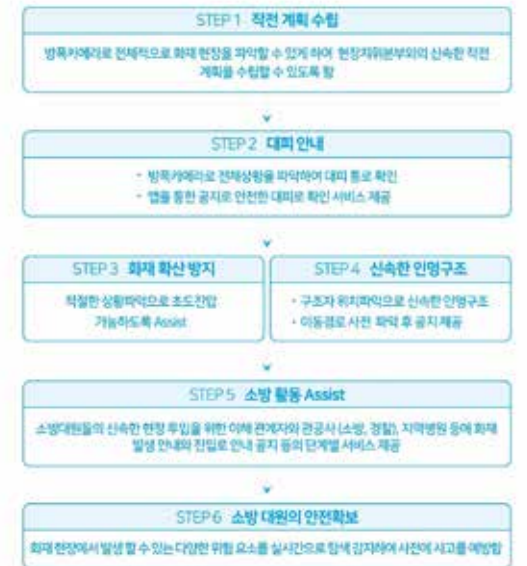 STEP 1 작전 계획 수립
방폭카메라로 전체적으로 화재 현장을 파악할 수 있게 하여 현장지휘본부와의 신속한 작전
계획을 수립할 수 있도록 함
STEP 2 대피 안내
• 방폭카메라로 전체상황을 파악하여 대피 통로 확인
• 앱을 통한 공지로 안전한 대피로 확인 서비스 제공
STEP 3 화재 확산 방지
적절한 상황파악으로 초도진압
가능하도록 Assist
STEP 4 신속한 인명구조
• 구조자 위치파악으로 신속한 인명구조
• 이동경로 사전 파악 후 공지 제공
STEP 5 소방 활동 Assist
소방대원들의 신속한 현장 투입을 위한 이해 관계자와 관공사 (소방, 경찰), 지역병원 등에 화재
발생 안내와 진입로 안내 공지 등의 단계별 서비스 제공
STEP 6 소방 대원의 안전확보
화재 현장에서 발생 할 수 있는 다양한 위험 요소를 실시간으로 탐색 감지하여 사전에 사고를 예방함